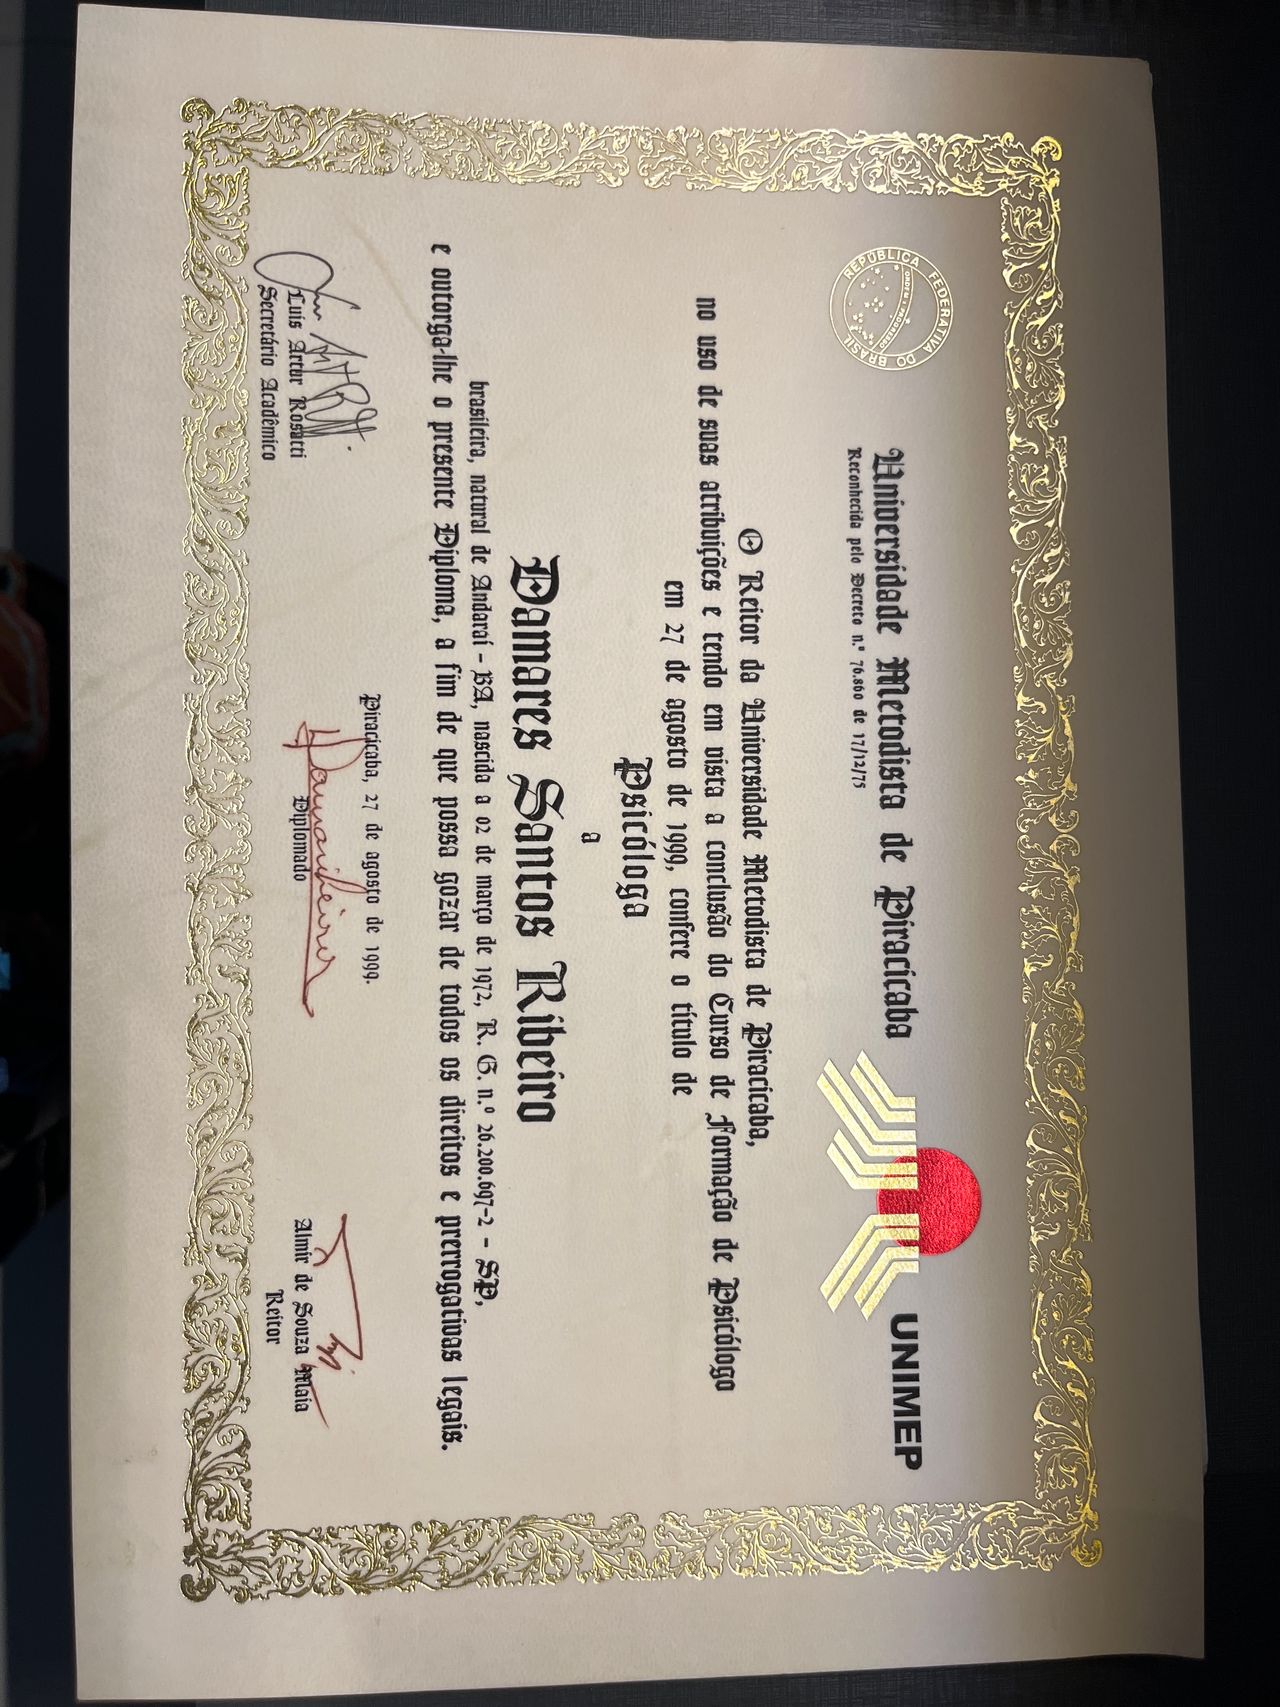 REPÚBLICA FEDERATIVA DO BRASIL
ORDEM E PROGRESSO
Universidade Metodista de Piracicaba
Reconhecida pelo Decreto n.º 76.860 de 17/12/75
UNIMEP
O Reitor da Universidade Metodista de Piracicaba,
no uso de suas atribuições e tendo em vista a conclusão do Curso de Formação de Psicólogo
em 27 de agosto de 1999, confere o título de
Psicóloga
a
Damares Santos Ribeiro
brasileira, natural de Andaraí - BA, nascida a 02 de março de 1972, R. G. n.º 26.200.697-2 - SP,
e outorga-lhe o presente Diploma, a fim de que possa gozar de todos os direitos e prerrogativas legais.
Piracicaba, 27 de agosto de 1999.
Luis Artur Rosatti
Secretário Acadêmico
Diplomado
Almir de Souza Maia
Reitor